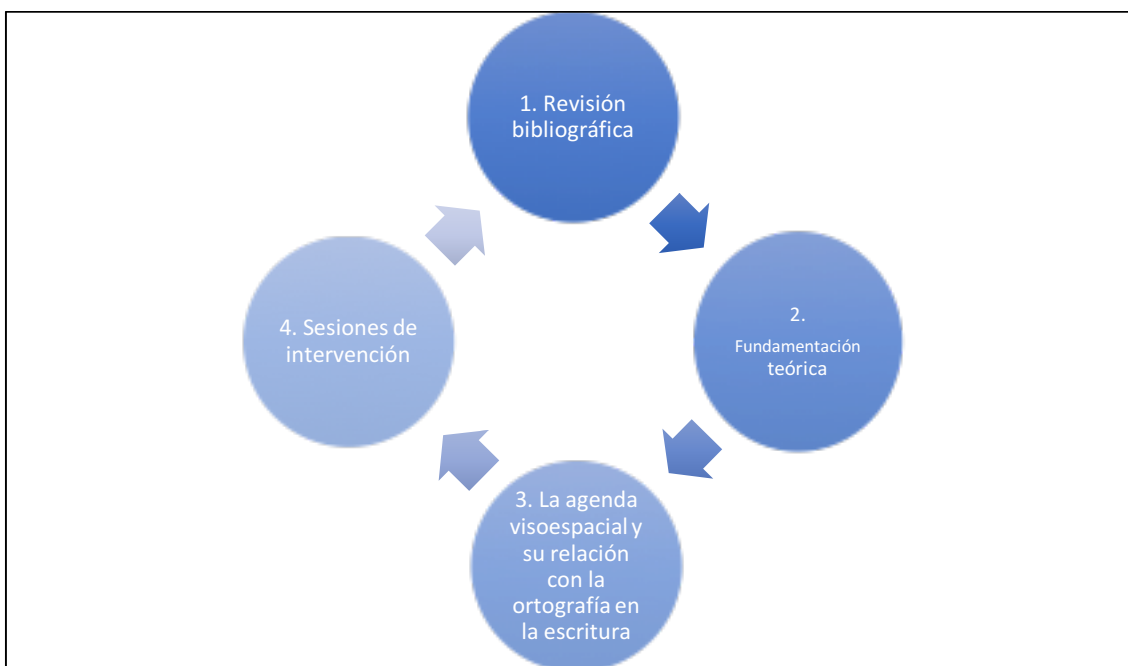 1. Revisión
bibliográfica
2.
Fundamentación
teórica
3. La agenda
visoespacial y
su relación
con la
ortografía en
la escritura
4. Sesiones de
intervención